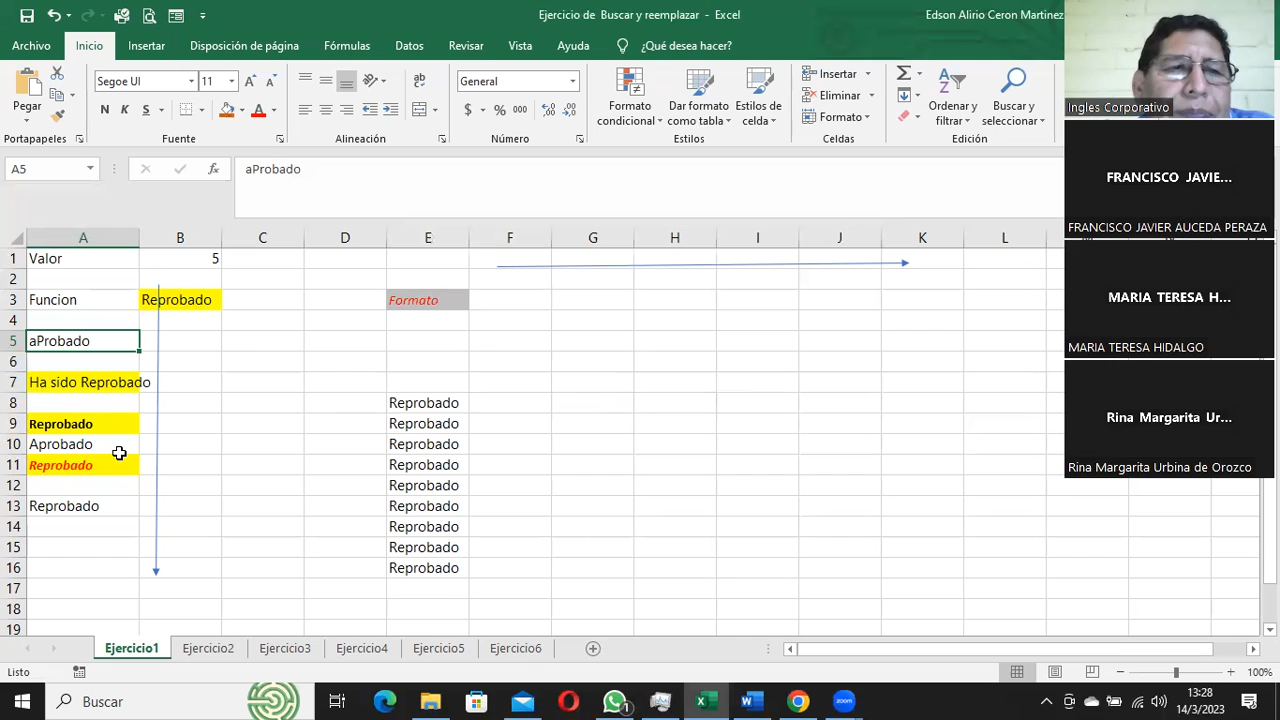 Ejercicio de Buscar y reemplazar - Excel
Edson Alirio Ceron Martinez
Archivo Inicio Insertar Disposición de página Fórmulas Datos Revisar Vista Ayuda ¿Qué desea hacer?
Pegar
Segoe UI 11
N K S
ab
General
$ % 000
Formato condicional
Dar formato como tabla
Estilos de celda
Insertar
Eliminar
Formato
Ordenar y filtrar
Buscar y seleccionar
Portapapeles Fuente Alineación Número Estilos Celdas Edición
A5 fx aProbado
A B C D E F G H I J K L
1 Valor 5
2
3 Funcion Reprobado Formato
4
5 aProbado
6
7 Ha sido Reprobado
8 Reprobado
9 Reprobado Reprobado
10 Aprobado Reprobado
11 Reprobado Reprobado
12 Reprobado
13 Reprobado Reprobado
14 Reprobado
15 Reprobado
16 Reprobado
17
18
19
Ejercicio1 Ejercicio2 Ejercicio3 Ejercicio4 Ejercicio5 Ejercicio6
Listo
100%
Buscar
1
13:28
14/3/2023
Ingles Corporativo
FRANCISCO JAVIE...
FRANCISCO JAVIER AUCEDA PERAZA
MARIA TERESA H...
MARIA TERESA HIDALGO
Rina Margarita Ur...
Rina Margarita Urbina de Orozco